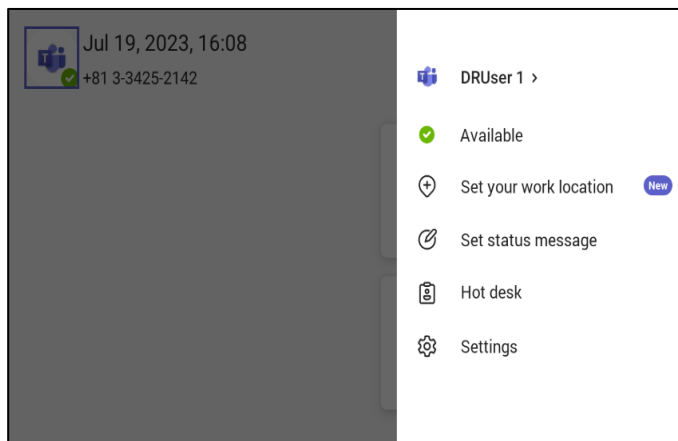 Jul 19, 2023, 16:08
+81 3-3425-2142
DRUser 1 >
Available
Set your work location New
Set status message
Hot desk
Settings